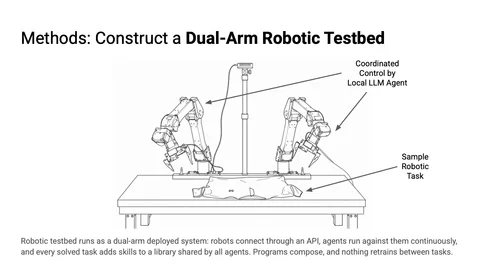 Methods: Construct a Dual-Arm Robotic Testbed
Coordinated
Control by
Local LLM Agent
Sample
Robotic
Task
Robotic testbed runs as a dual-arm deployed system: robots connect through an API, agents run against them continuously,
and every solved task adds skills to a library shared by all agents. Programs compose, and nothing retrains between tasks.